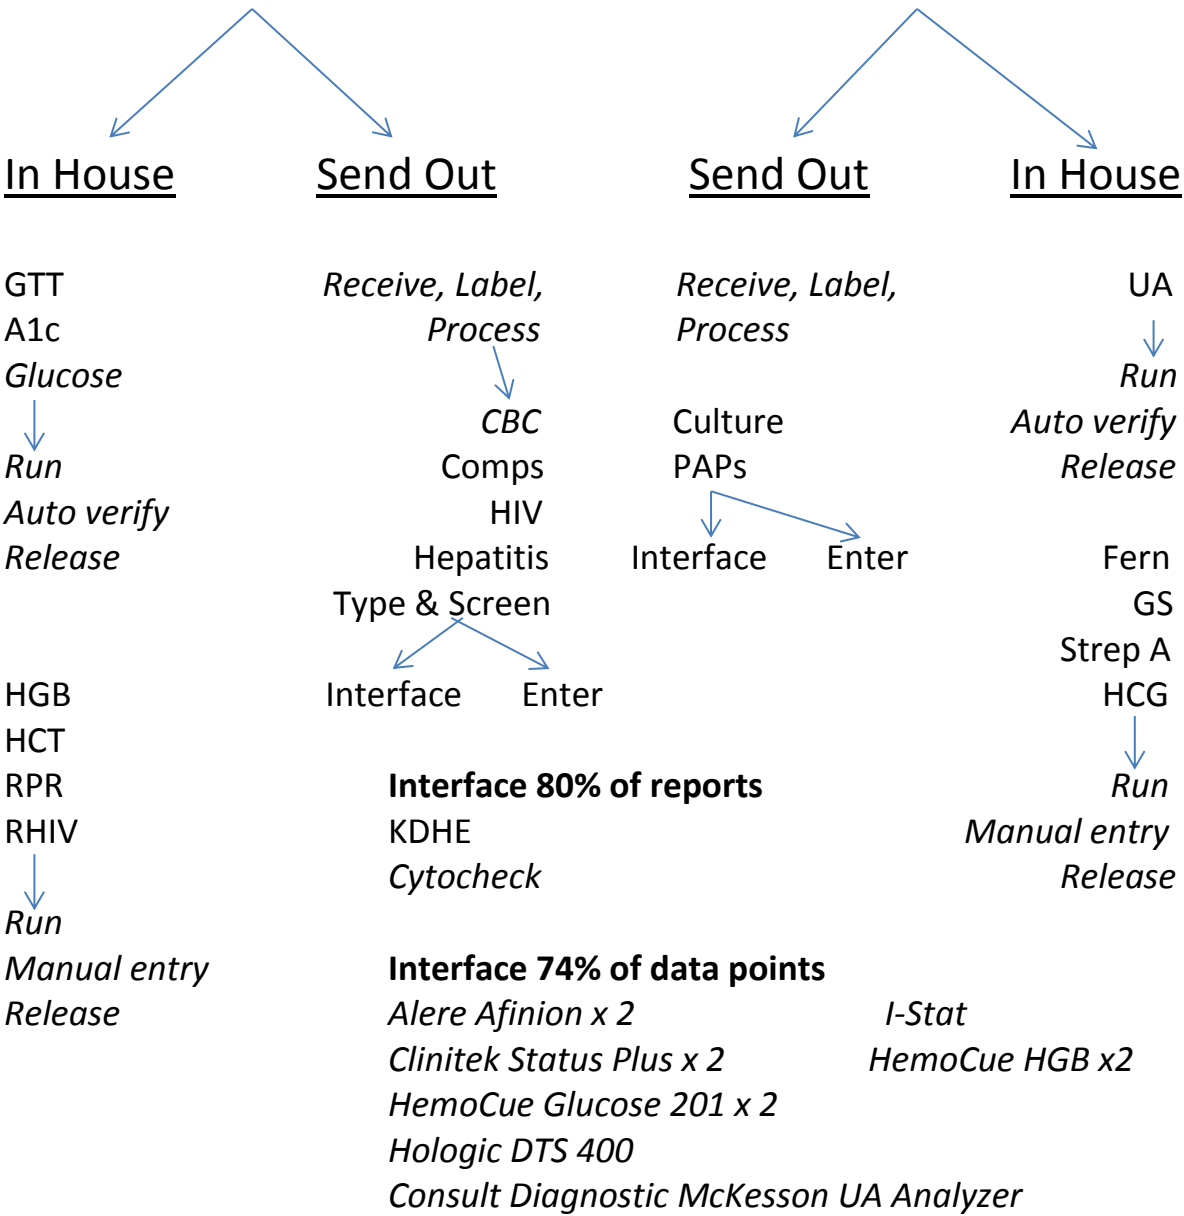 In House
GTT
A1c
Glucose
Run
Auto verify
Release
HGB
HCT
RPR
RHIV
Run
Manual entry
Release
Send Out
Receive, Label,
Process
CBC
Comps
HIV
Hepatitis
Type & Screen
Interface Enter
Send Out
Receive, Label,
Process
Culture
PAPs
Interface Enter
In House
UA
Run
Auto verify
Release
Fern
GS
Strep A
HCG
Run
Manual entry
Release
Interface 80% of reports
KDHE
Cytocheck
Interface 74% of data points
Alere Afinion x 2 I-Stat
Clinitek Status Plus x 2 HemoCue HGB x2
HemoCue Glucose 201 x 2
Hologic DTS 400
Consult Diagnostic McKesson UA Analyzer